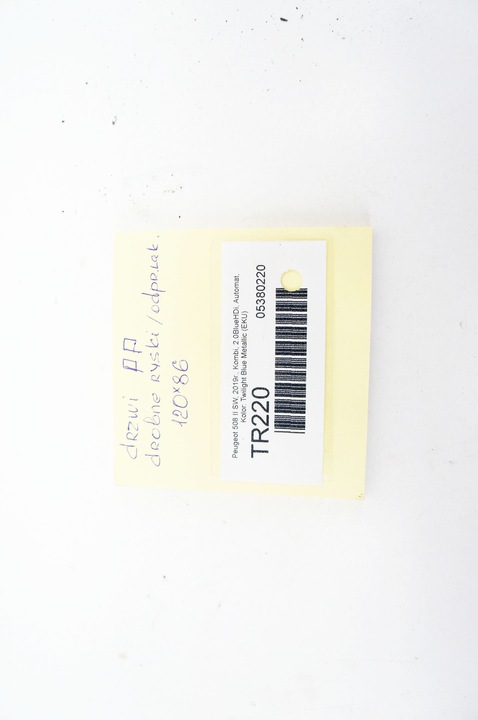 drzwi PP
drobne ryski/odprysk.
120x86
Peugeot 508 II SW, 2019r., Kombi, 2.0BlueHDi, Automat,
Kolor: Twilight Blue Metallic (EKU)
TR220
05380220